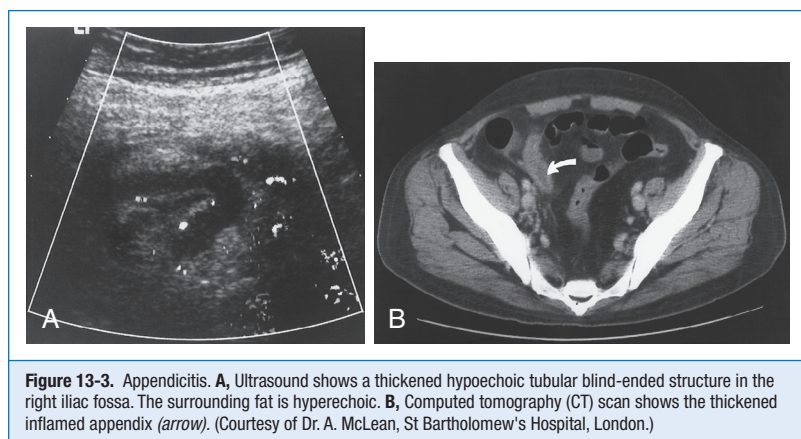 A
B
Figure 13-3. Appendicitis. A, Ultrasound shows a thickened hypoechoic tubular blind-ended structure in the
right iliac fossa. The surrounding fat is hyperechoic. B, Computed tomography (CT) scan shows the thickened
inflamed appendix (arrow). (Courtesy of Dr. A. McLean, St Bartholomew's Hospital, London.)